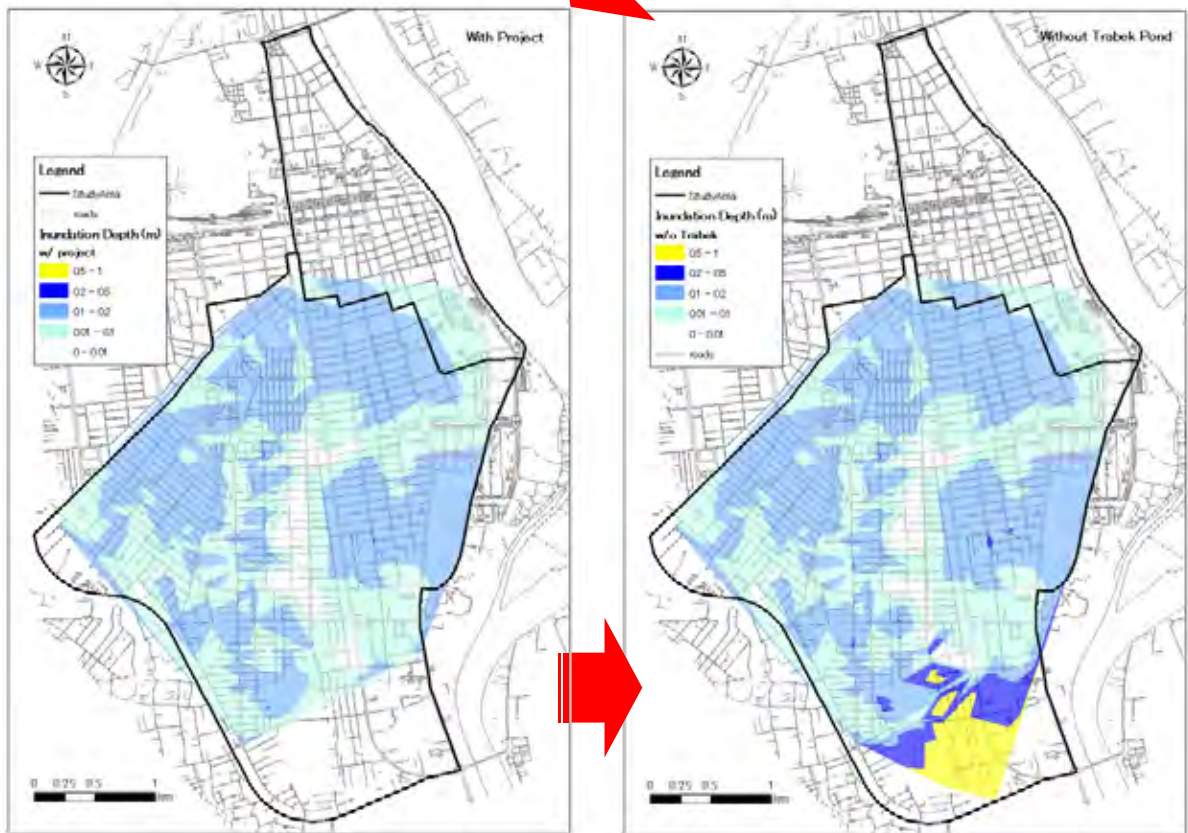 With Project
N
W
S
Legend
StudyArea
roads
Inundation Depth (m)
w/ project
0.5 - 1
0.2 - 0.5
0.1 - 0.2
0.01 - 0.1
0 - 0.01
0 0.25 0.5 1
km
Without Trabek Pond
N
W
S
Legend
StudyArea
roads
Inundation Depth (m)
w/o Trabek
0.5 - 1
0.2 - 0.5
0.1 - 0.2
0.01 - 0.1
0 - 0.01
roads
0 0.25 0.5 1
km